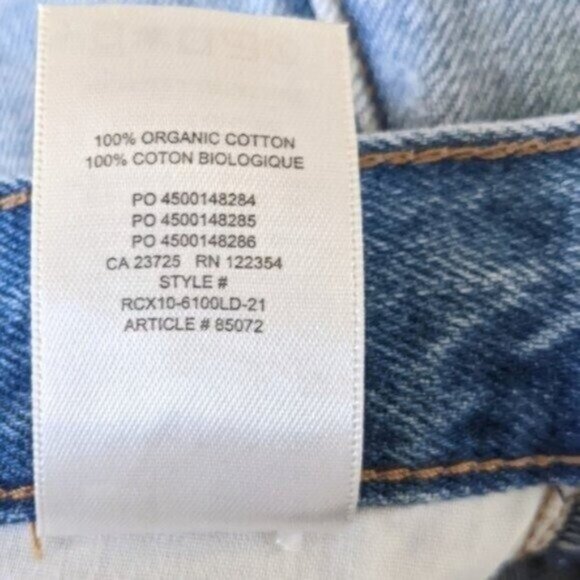 100% ORGANIC COTTON
100% COTON BIOLOGIQUE
PO 4500148284
PO 4500148285
PO 4500148286
CA 23725 RN 122354
STYLE #
RCX10-6100LD-21
ARTICLE # 85072